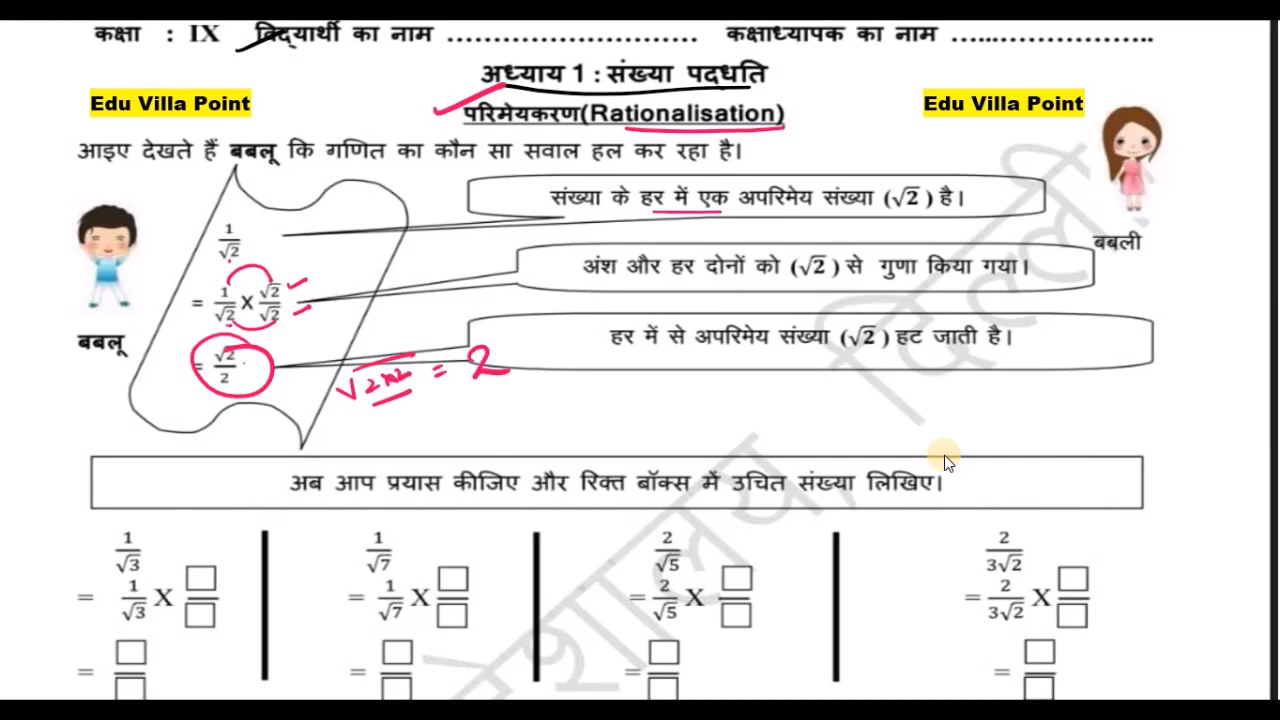 कक्षा : IX विद्यार्थी का नाम ........................... कक्षाध्यापक का नाम ......................
अध्याय 1 : संख्या पद्धति
Edu Villa Point
परिमेयकरण(Rationalisation)
Edu Villa Point
आइए देखते हैं बबलू कि गणित का कौन सा सवाल हल कर रहा है।
संख्या के हर में एक अपरिमेय संख्या (√2 ) है।
बबली
1/√2
अंश और हर दोनों को (√2 ) से गुणा किया गया।
= 1/√2 X √2/√2
हर में से अपरिमेय संख्या (√2 ) हट जाती है।
बबलू
= √2/2
√2×2 = 2
अब आप प्रयास कीजिए और रिक्त बॉक्स में उचित संख्या लिखिए।
1/√3 1/√7 2/√5 2/3√2
= 1/√3 X □/□ = 1/√7 X □/□ = 2/√5 X □/□ = 2/3√2 X □/□
= □/□ = □/□ = □/□ = □/□